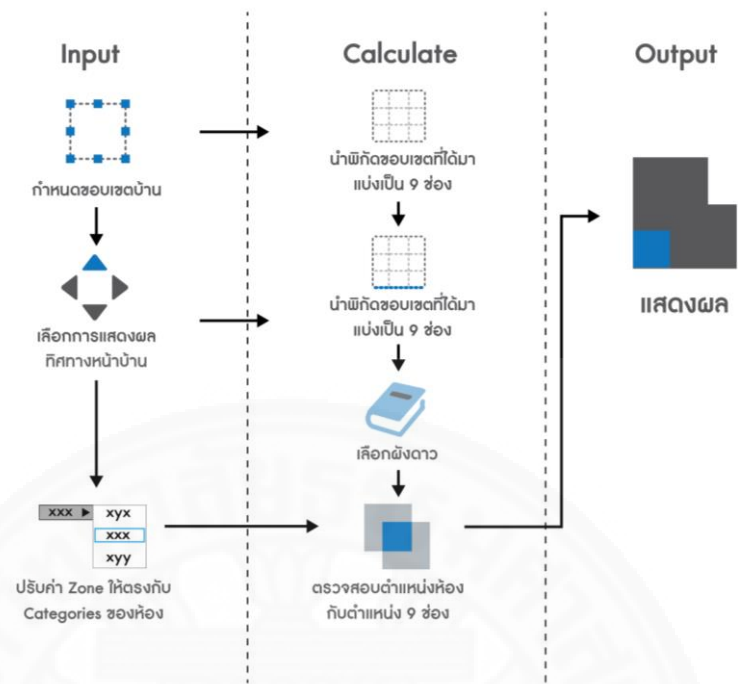 Input
กำหนดขอบเขตบ้าน
เลือกการแสดงผล
ทิศทางหน้าบ้าน
xxx
xyx
xxx
xyy
ปรับค่า Zone ให้ตรงกับ
Categories ของห้อง
Calculate
นำพิกัดขอบเขตที่ได้มา
แบ่งเป็น 9 ช่อง
นำพิกัดขอบเขตที่ได้มา
แบ่งเป็น 9 ช่อง
เลือกผังดาว
ตรวจสอบตำแหน่งห้อง
กับตำแหน่ง 9 ช่อง
Output
แสดงผล